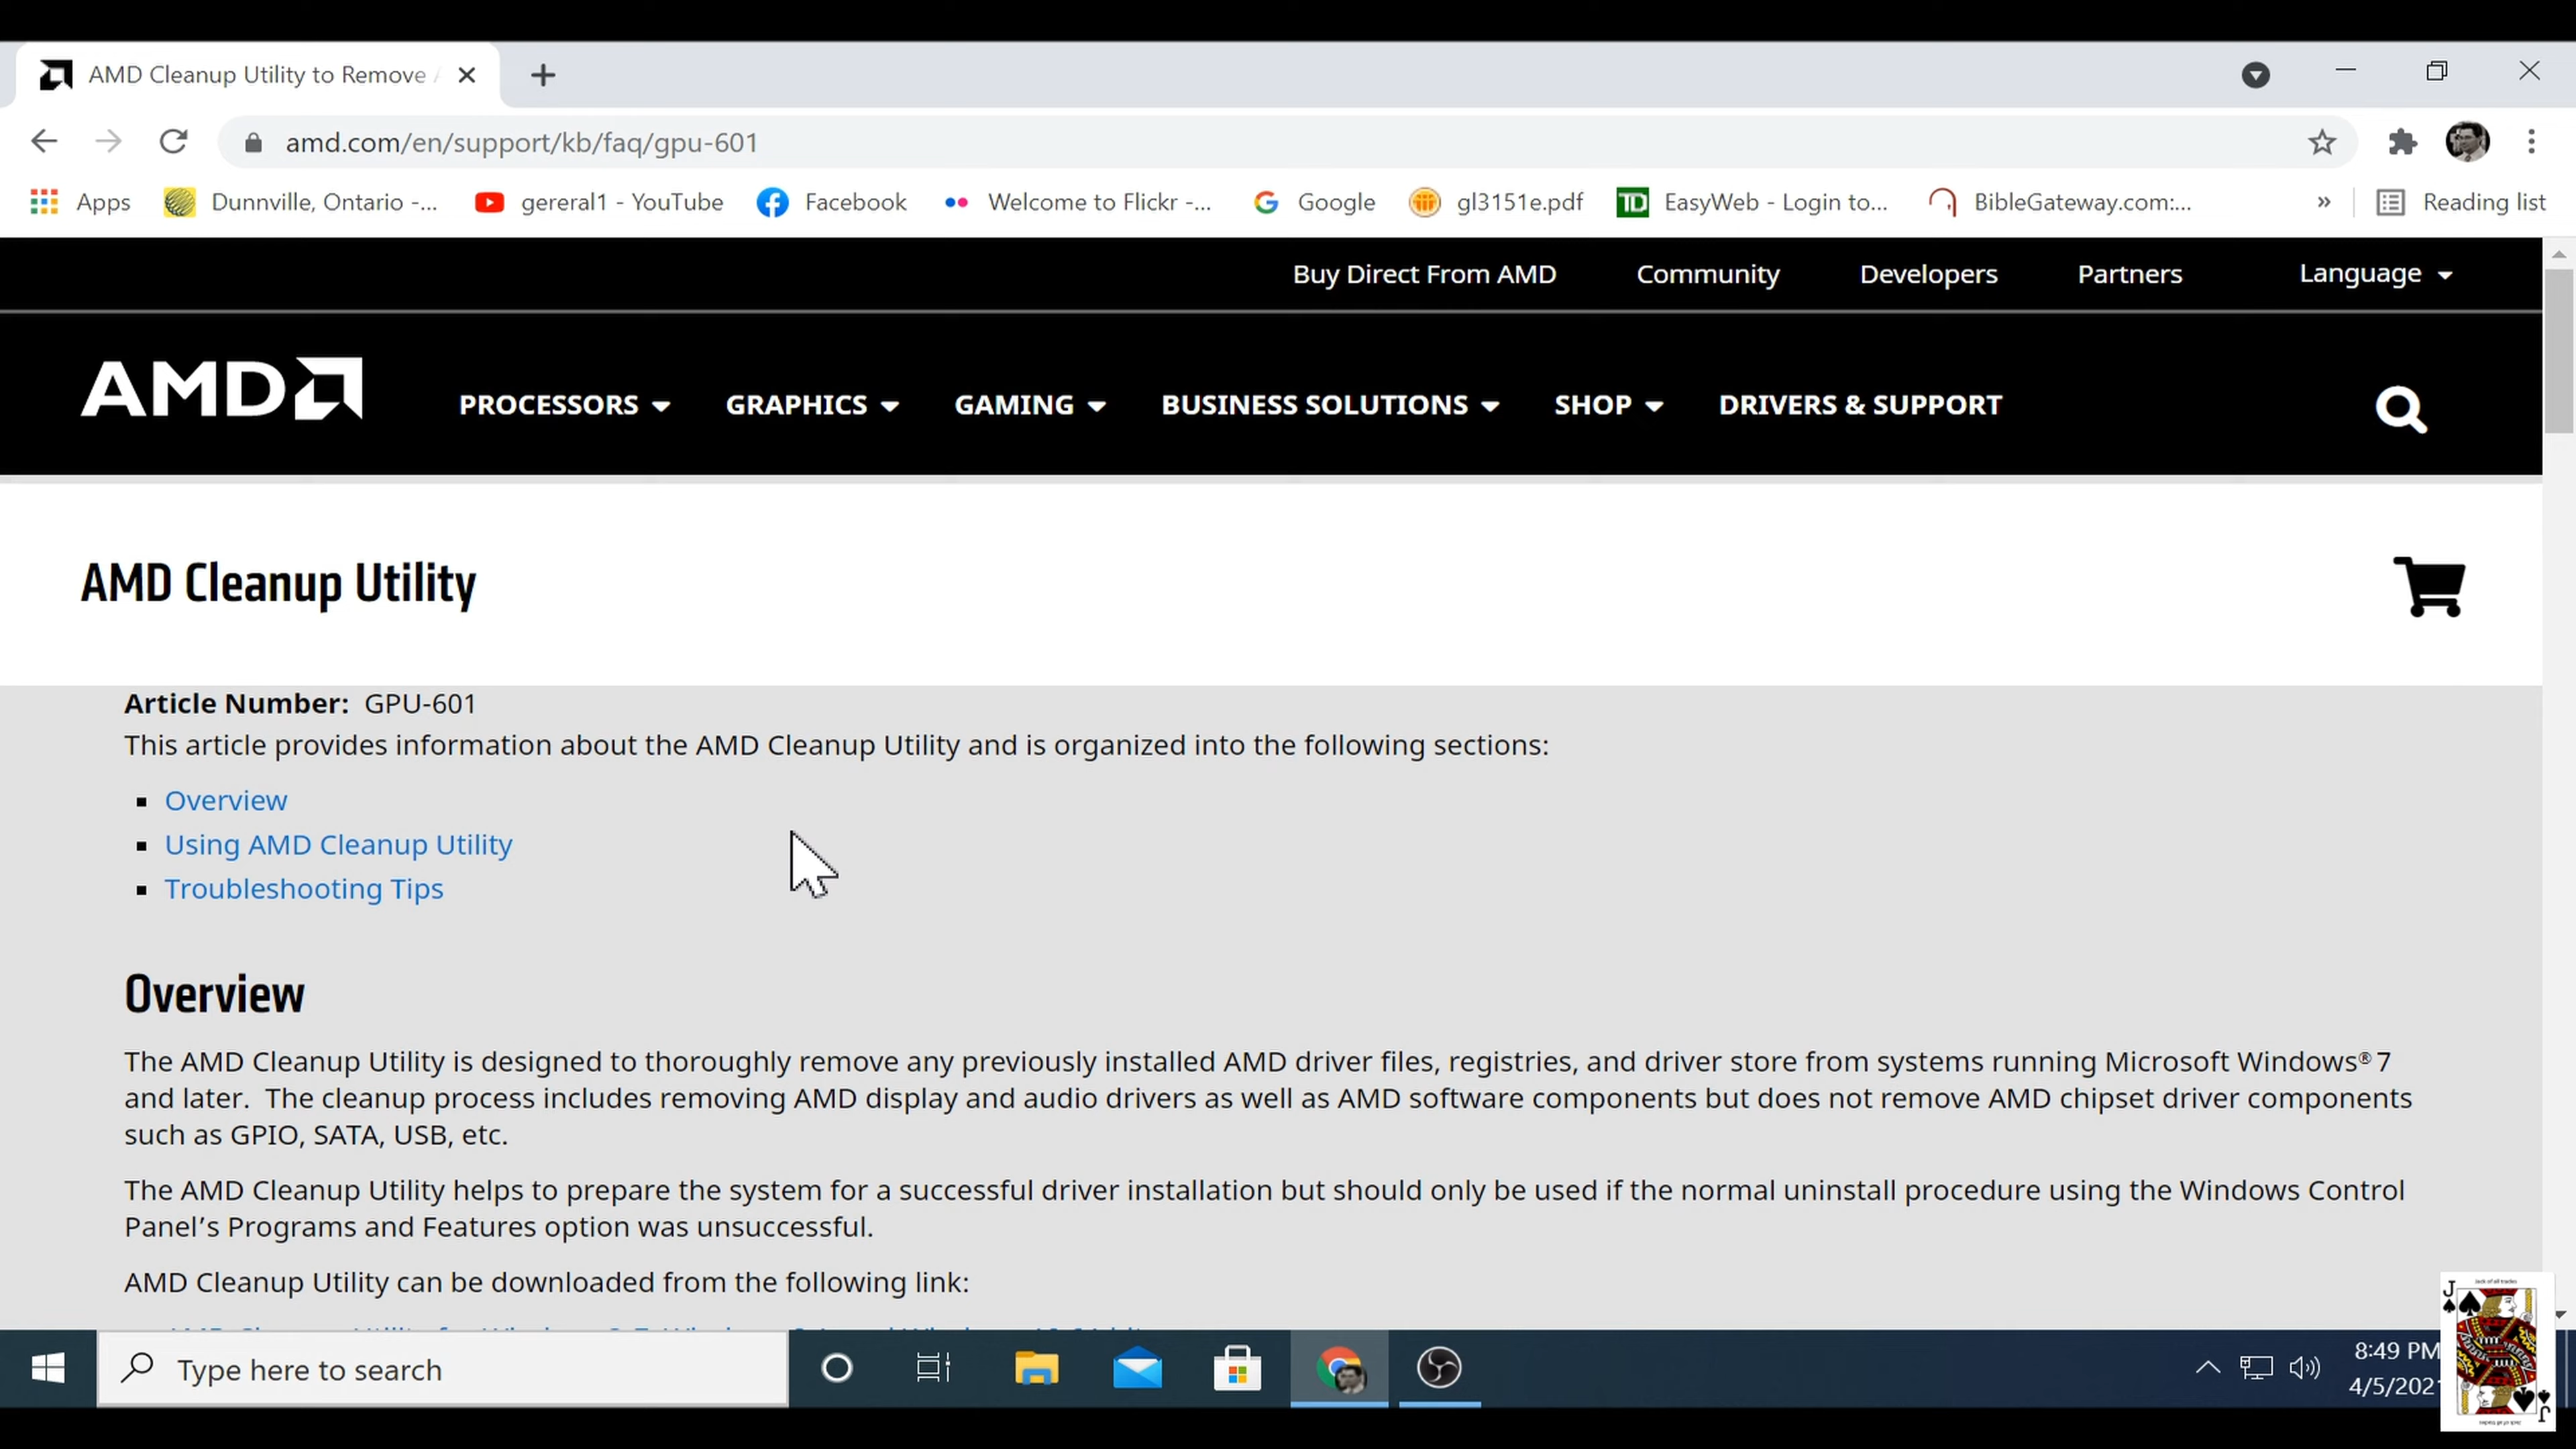 AMD Cleanup Utility to Remove
amd.com/en/support/kb/faq/gpu-601
Apps Dunnville, Ontario -... gereral1 - YouTube Facebook Welcome to Flickr -... Google gl3151e.pdf TD EasyWeb - Login to... BibleGateway.com:... » Reading list
Buy Direct From AMD Community Developers Partners Language
AMD PROCESSORS GRAPHICS GAMING BUSINESS SOLUTIONS SHOP DRIVERS & SUPPORT
AMD Cleanup Utility
Article Number: GPU-601
This article provides information about the AMD Cleanup Utility and is organized into the following sections:
Overview
Using AMD Cleanup Utility
Troubleshooting Tips
Overview
The AMD Cleanup Utility is designed to thoroughly remove any previously installed AMD driver files, registries, and driver store from systems running Microsoft Windows® 7
and later. The cleanup process includes removing AMD display and audio drivers as well as AMD software components but does not remove AMD chipset driver components
such as GPIO, SATA, USB, etc.
The AMD Cleanup Utility helps to prepare the system for a successful driver installation but should only be used if the normal uninstall procedure using the Windows Control
Panel's Programs and Features option was unsuccessful.
AMD Cleanup Utility can be downloaded from the following link:
Type here to search
8:49 PM
4/5/202
J
Jack of all trades
J